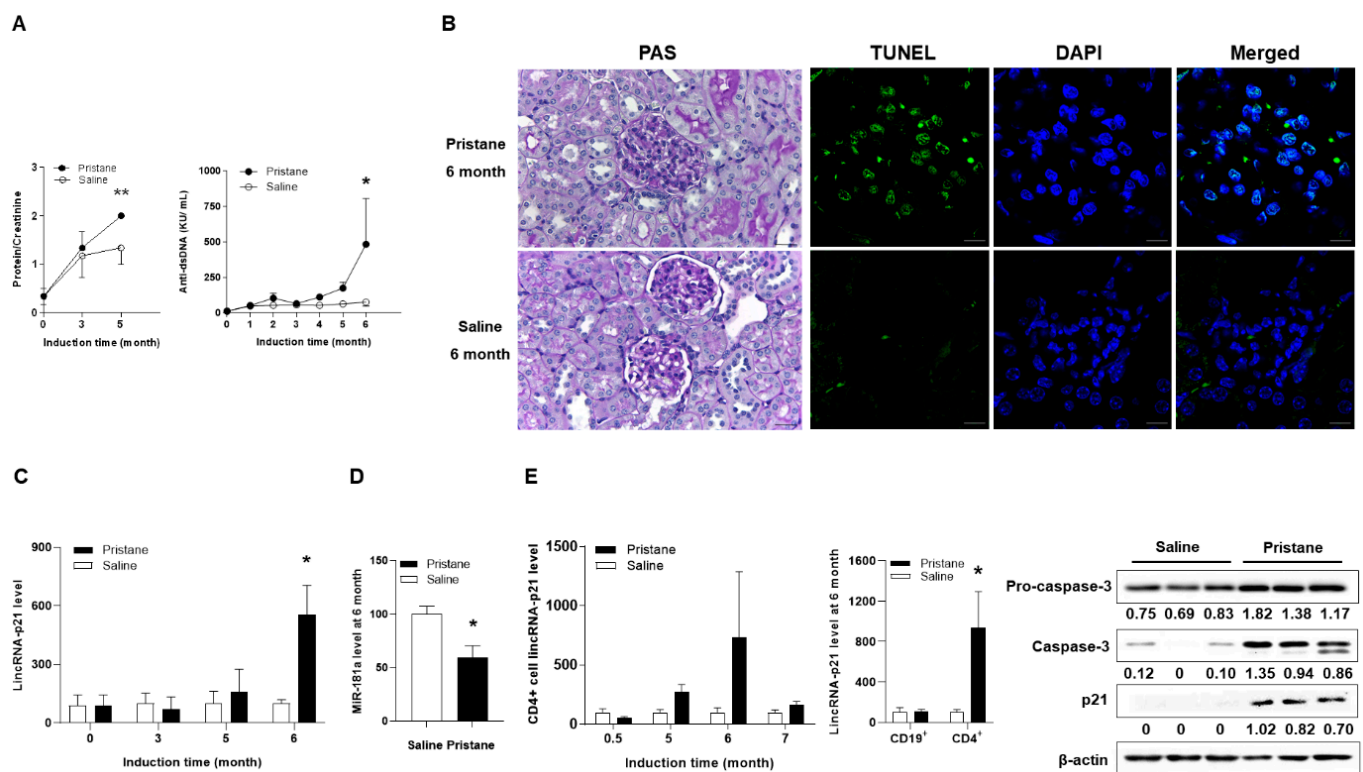 A
B
PAS
TUNEL
DAPI
Merged
Pristane
6 month
Saline
6 month
3
2
1
0
Protein/Creatinine
Pristane
Saline
**
0
3
5
Induction time (month)
1000
750
500
250
0
Anti-dsDNA (KU/ mL)
Pristane
Saline
*
0
1
2
3
4
5
6
Induction time (month)
C
D
E
900
600
300
0
LincRNA-p21 level
Pristane
Saline
*
0
3
5
6
Induction time (month)
150
100
50
0
MiR-181a level at 6 month
Pristane
Saline
*
Saline Pristane
1500
1000
500
0
CD4+ cell lincRNA-p21 level
Pristane
Saline
0.5
5
6
7
Induction time (month)
1600
1200
800
400
0
LincRNA-p21 level at 6 month
Pristane
Saline
*
CD19+
CD4+
Saline
Pristane
Pro-caspase-3
0.75 0.69 0.83 1.82 1.38 1.17
Caspase-3
0.12 0 0.10 1.35 0.94 0.86
p21
0 0 0 1.02 0.82 0.70
β-actin